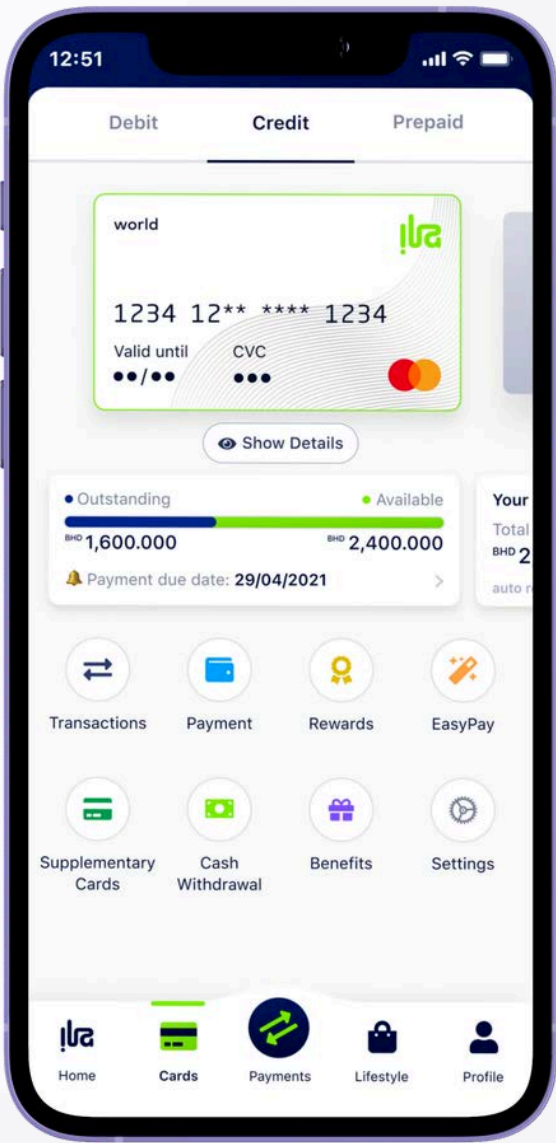 12:51
Debit
Credit
Prepaid
world
ila
1234 12** **** 1234
Valid until
CVC
••/••
•••
Show Details
Outstanding
Available
BHD 1,600.000
BHD 2,400.000
Payment due date: 29/04/2021
Your
Total
BHD 2,
auto
Transactions
Payment
Rewards
EasyPay
Supplementary
Cards
Cash
Withdrawal
Benefits
Settings
ila
Home
Cards
Payments
Lifestyle
Profile